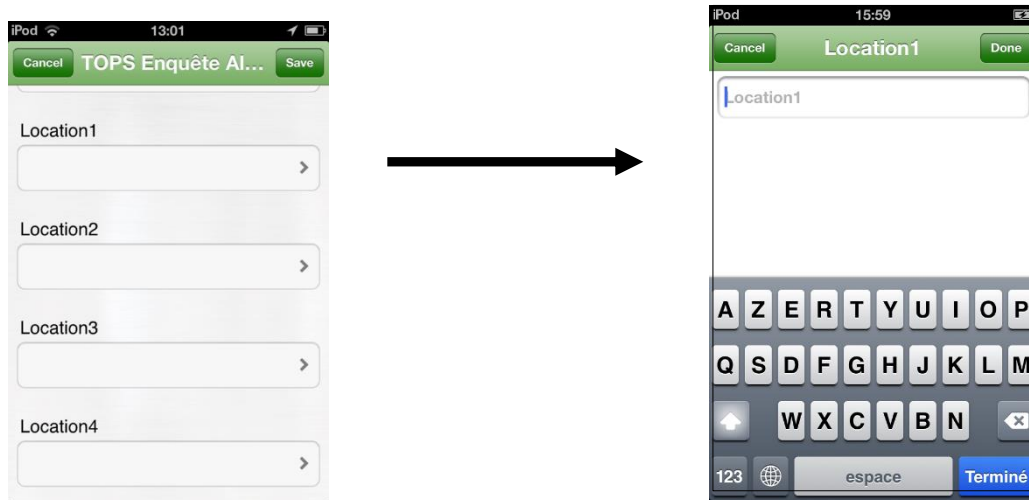 iPod 13:01
Cancel TOPS Enquête Al... Save
Location1
Location2
Location3
Location4
iPod 15:59
Cancel Location1 Done
Location1
A Z E R T Y U I O P
Q S D F G H J K L M
W X C V B N
123 espace Terminé